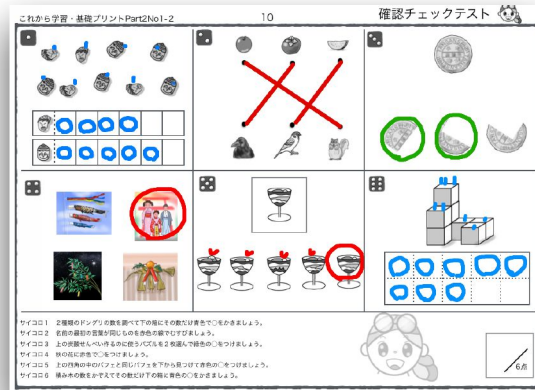 これから学習・基礎プリントPart2No1-2
10
確認チェックテスト
サイコロ1 2種類のドングリの数を調べて下の箱にその数だけ青色で○をかきましょう。
サイコロ2 名前の最初の言葉が同じものを赤色の線でむすびましょう。
サイコロ3 上の炭酸せんべい作るのに使うパズルを2枚選んで緑色の○をつけましょう。
サイコロ4 秋の花に赤色で○をつけましょう。
サイコロ5 上の四角の中のパフェと同じパフェを下から見つけて赤色の○をつけましょう。
サイコロ6 積み木の数をかぞえてその数だけ下の箱に青色の○をかきましょう。
6点